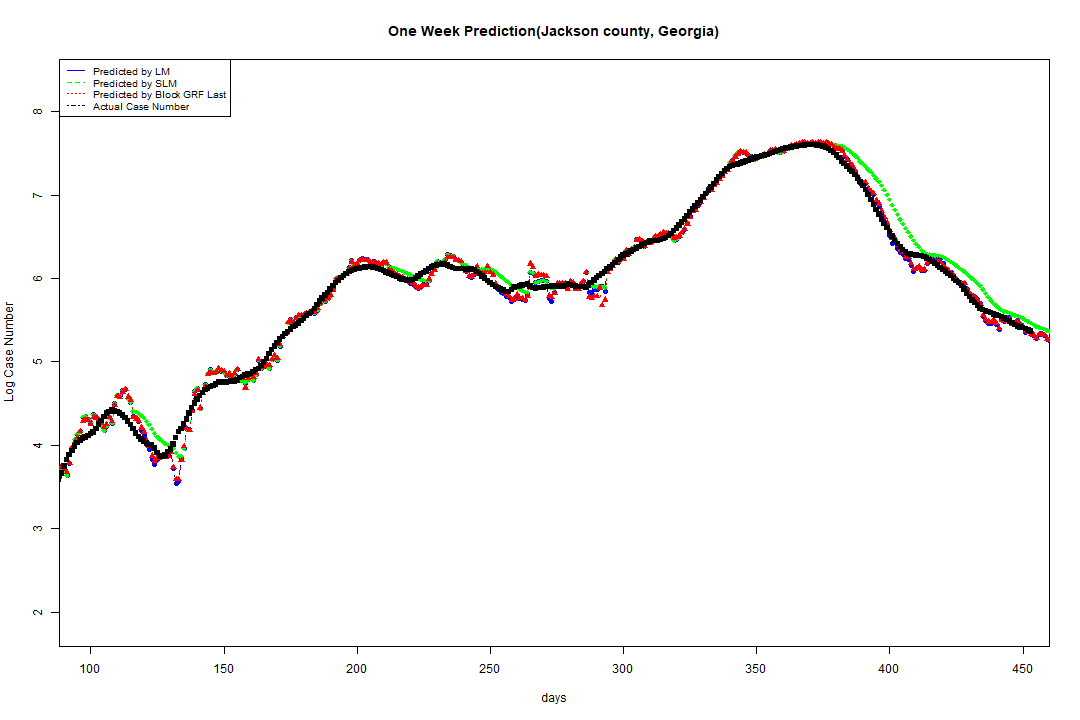 One Week Prediction(Jackson county, Georgia)
Predicted by LM
Predicted by SLM
Predicted by Block GRF Last
Actual Case Number
8
7
6
5
4
3
2
Log Case Number
100 150 200 250 300 350 400 450
days